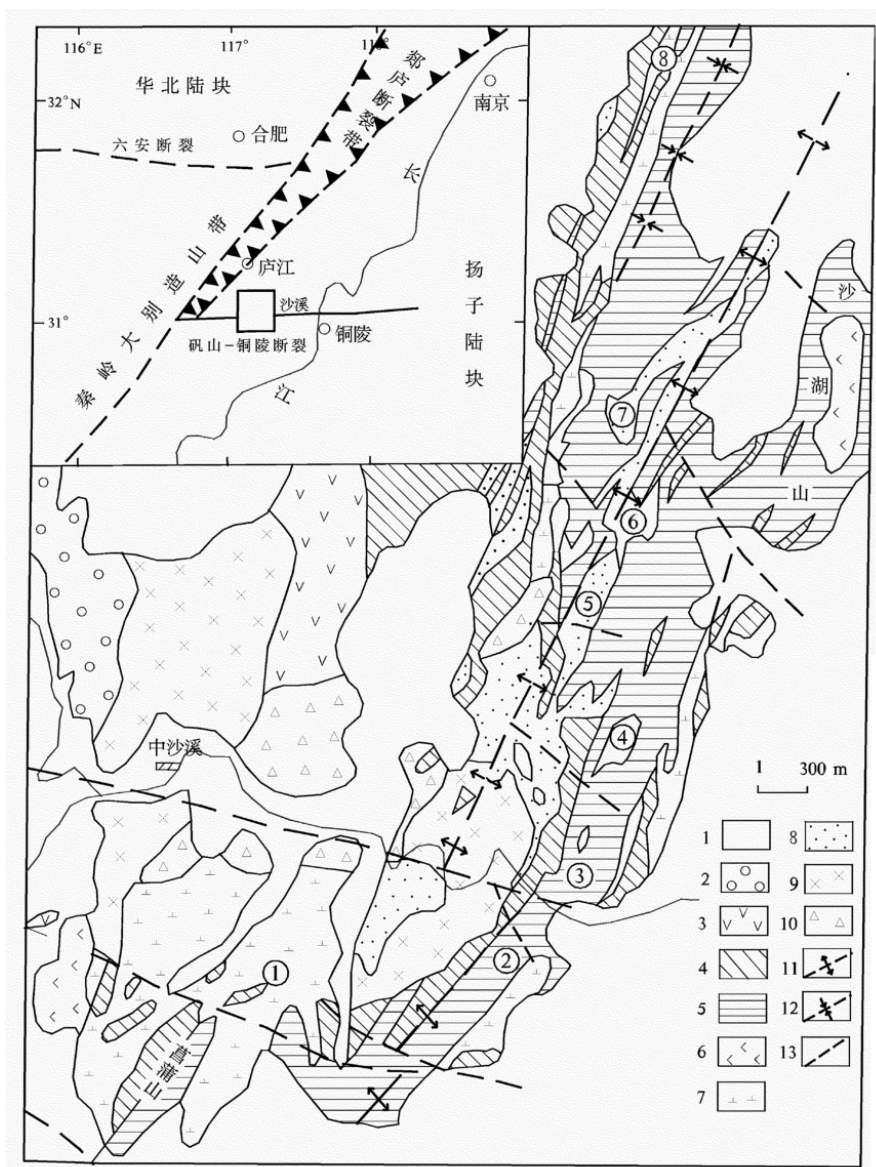 116°E
117°
华北陆块
郯庐断裂带
南京
32°N
合肥
六安断裂
长
秦岭大别造山带
庐江
扬子陆块
沙溪
31°
铜陵
矾山-铜陵断裂
江
⑧
沙
湖
⑦
山
⑥
⑤
中沙溪
④
1 300 m
③
②
①
菖蒲山
1
8
2
9
3
10
4
11
5
12
6
13
7